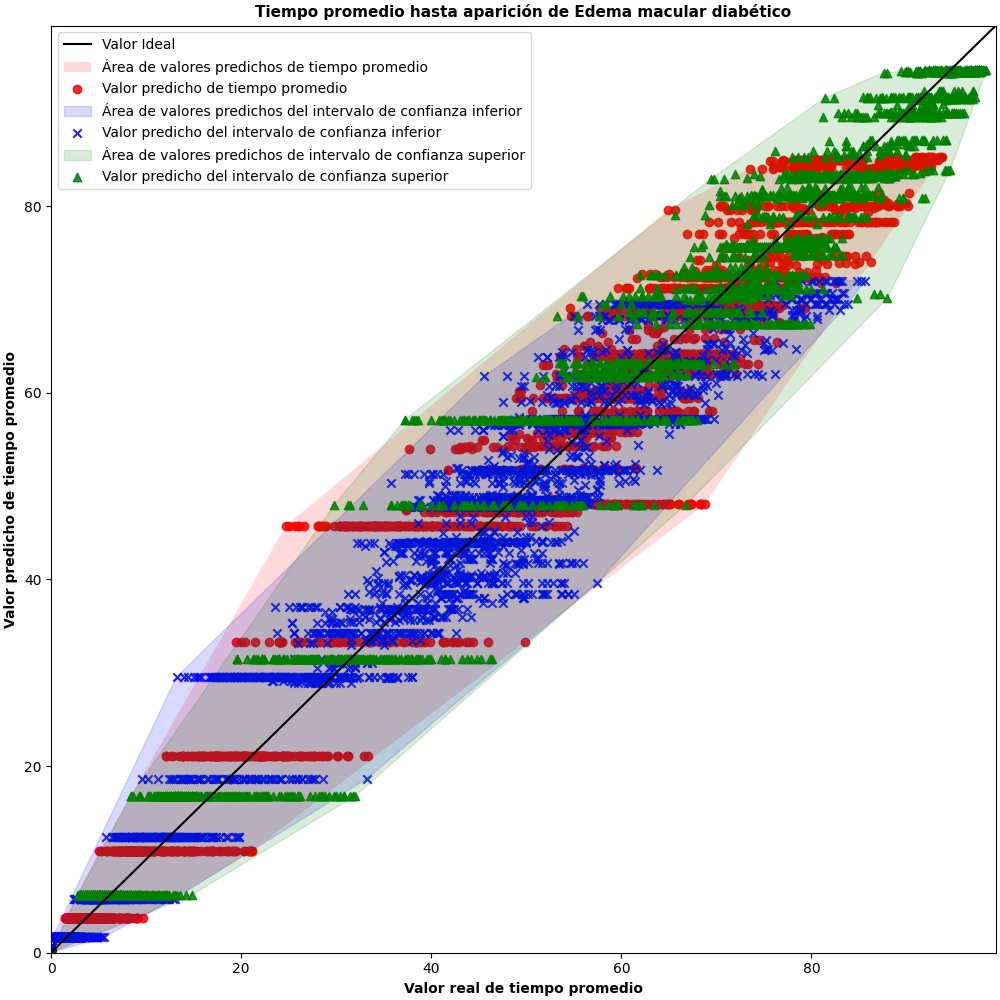 Tiempo promedio hasta aparición de Edema macular diabético
Valor Ideal
Área de valores predichos de tiempo promedio
Valor predicho de tiempo promedio
Área de valores predichos del intervalo de confianza inferior
Valor predicho del intervalo de confianza inferior
Área de valores predichos de intervalo de confianza superior
Valor predicho del intervalo de confianza superior
Valor predicho de tiempo promedio
80
60
40
20
0
0 20 40 60 80
Valor real de tiempo promedio